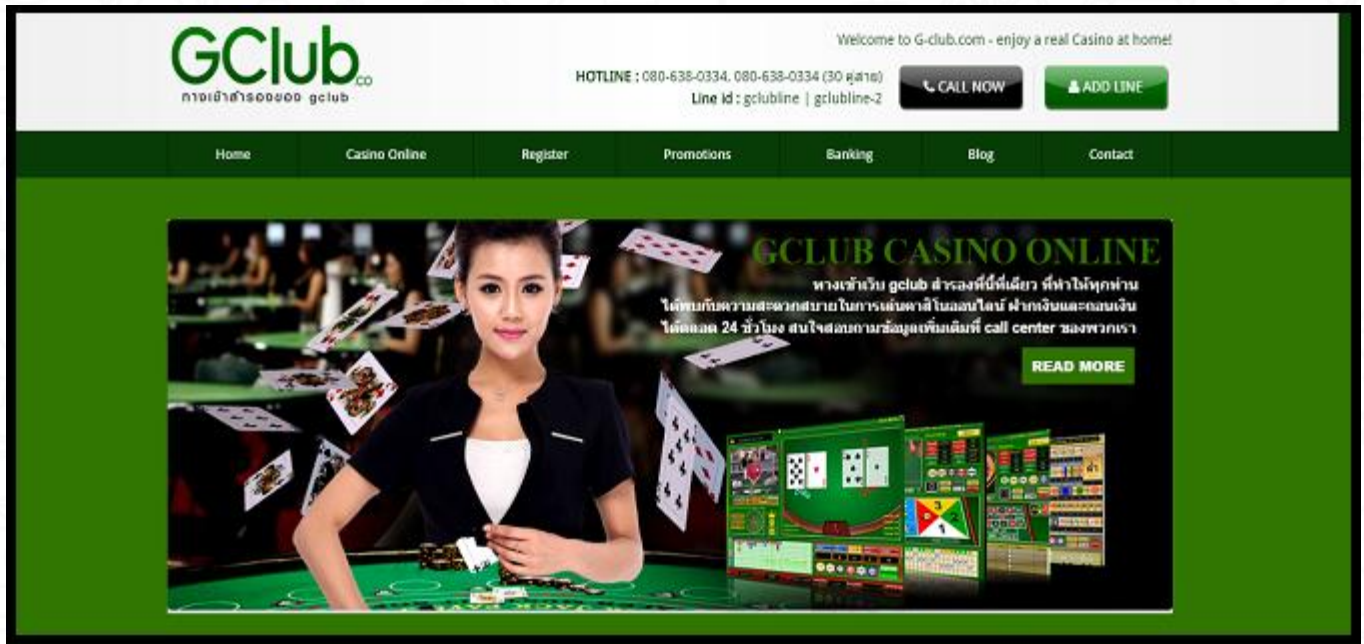 GClub.co
ทางเข้าสำรองของ gclub
Welcome to G-club.com - enjoy a real Casino at home!
HOTLINE : 080-638-0334, 080-638-0334 (30 คู่สาย)
Line id : gclubline | gclubline-2
CALL NOW
ADD LINE
Home
Casino Online
Register
Promotions
Banking
Blog
Contact
GCLUB CASINO ONLINE
ทางเข้าเว็บ gclub สำรองที่นี่ที่เดียว ที่ทำให้ทุกท่าน
ได้พบกับความสะดวกสบายในการเล่นคาสิโนออนไลน์ ฝากเงินและถอนเงิน
ได้ตลอด 24 ชั่วโมง สนใจสอบถามข้อมูลเพิ่มเติมที่ call center ของพวกเรา
READ MORE